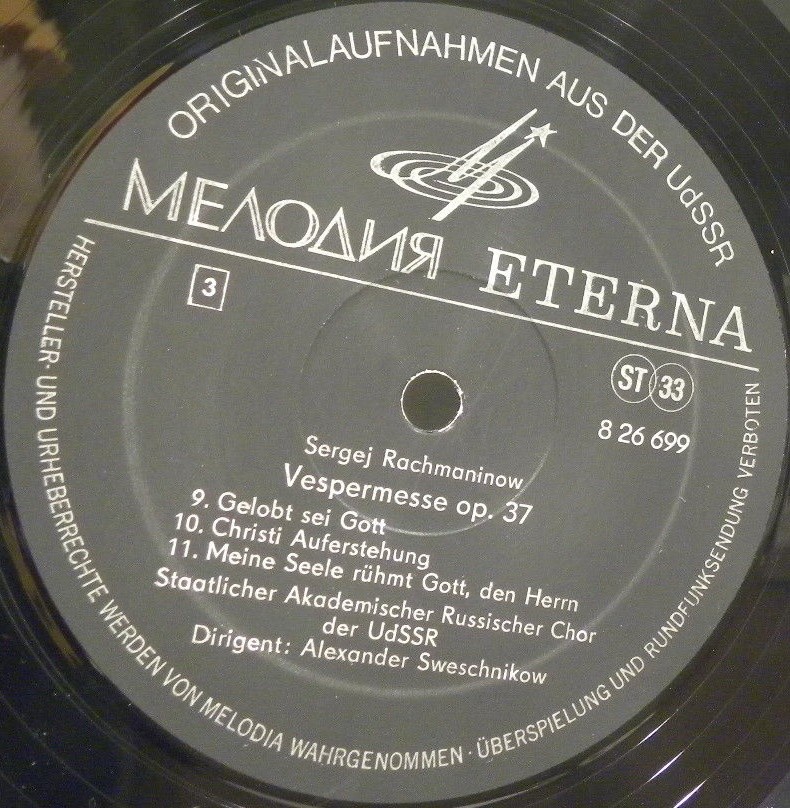 ORIGINALAUFNAHMEN AUS DER UdSSR
МЕЛОДИЯ ETERNA
3
ST 33
8 26 699
Sergej Rachmaninow
Vespermesse op. 37
9. Gelobt sei Gott
10. Christi Auferstehung
11. Meine Seele rühmt Gott, den Herrn
Staatlicher Akademischer Russischer Chor
der UdSSR
Dirigent: Alexander Sweschnikow
HERSTELLER- UND URHEBERRECHTE WERDEN VON MELODIA WAHRGENOMMEN · ÜBERSPIELUNG UND RUNDFUNKSENDUNG VERBOTEN